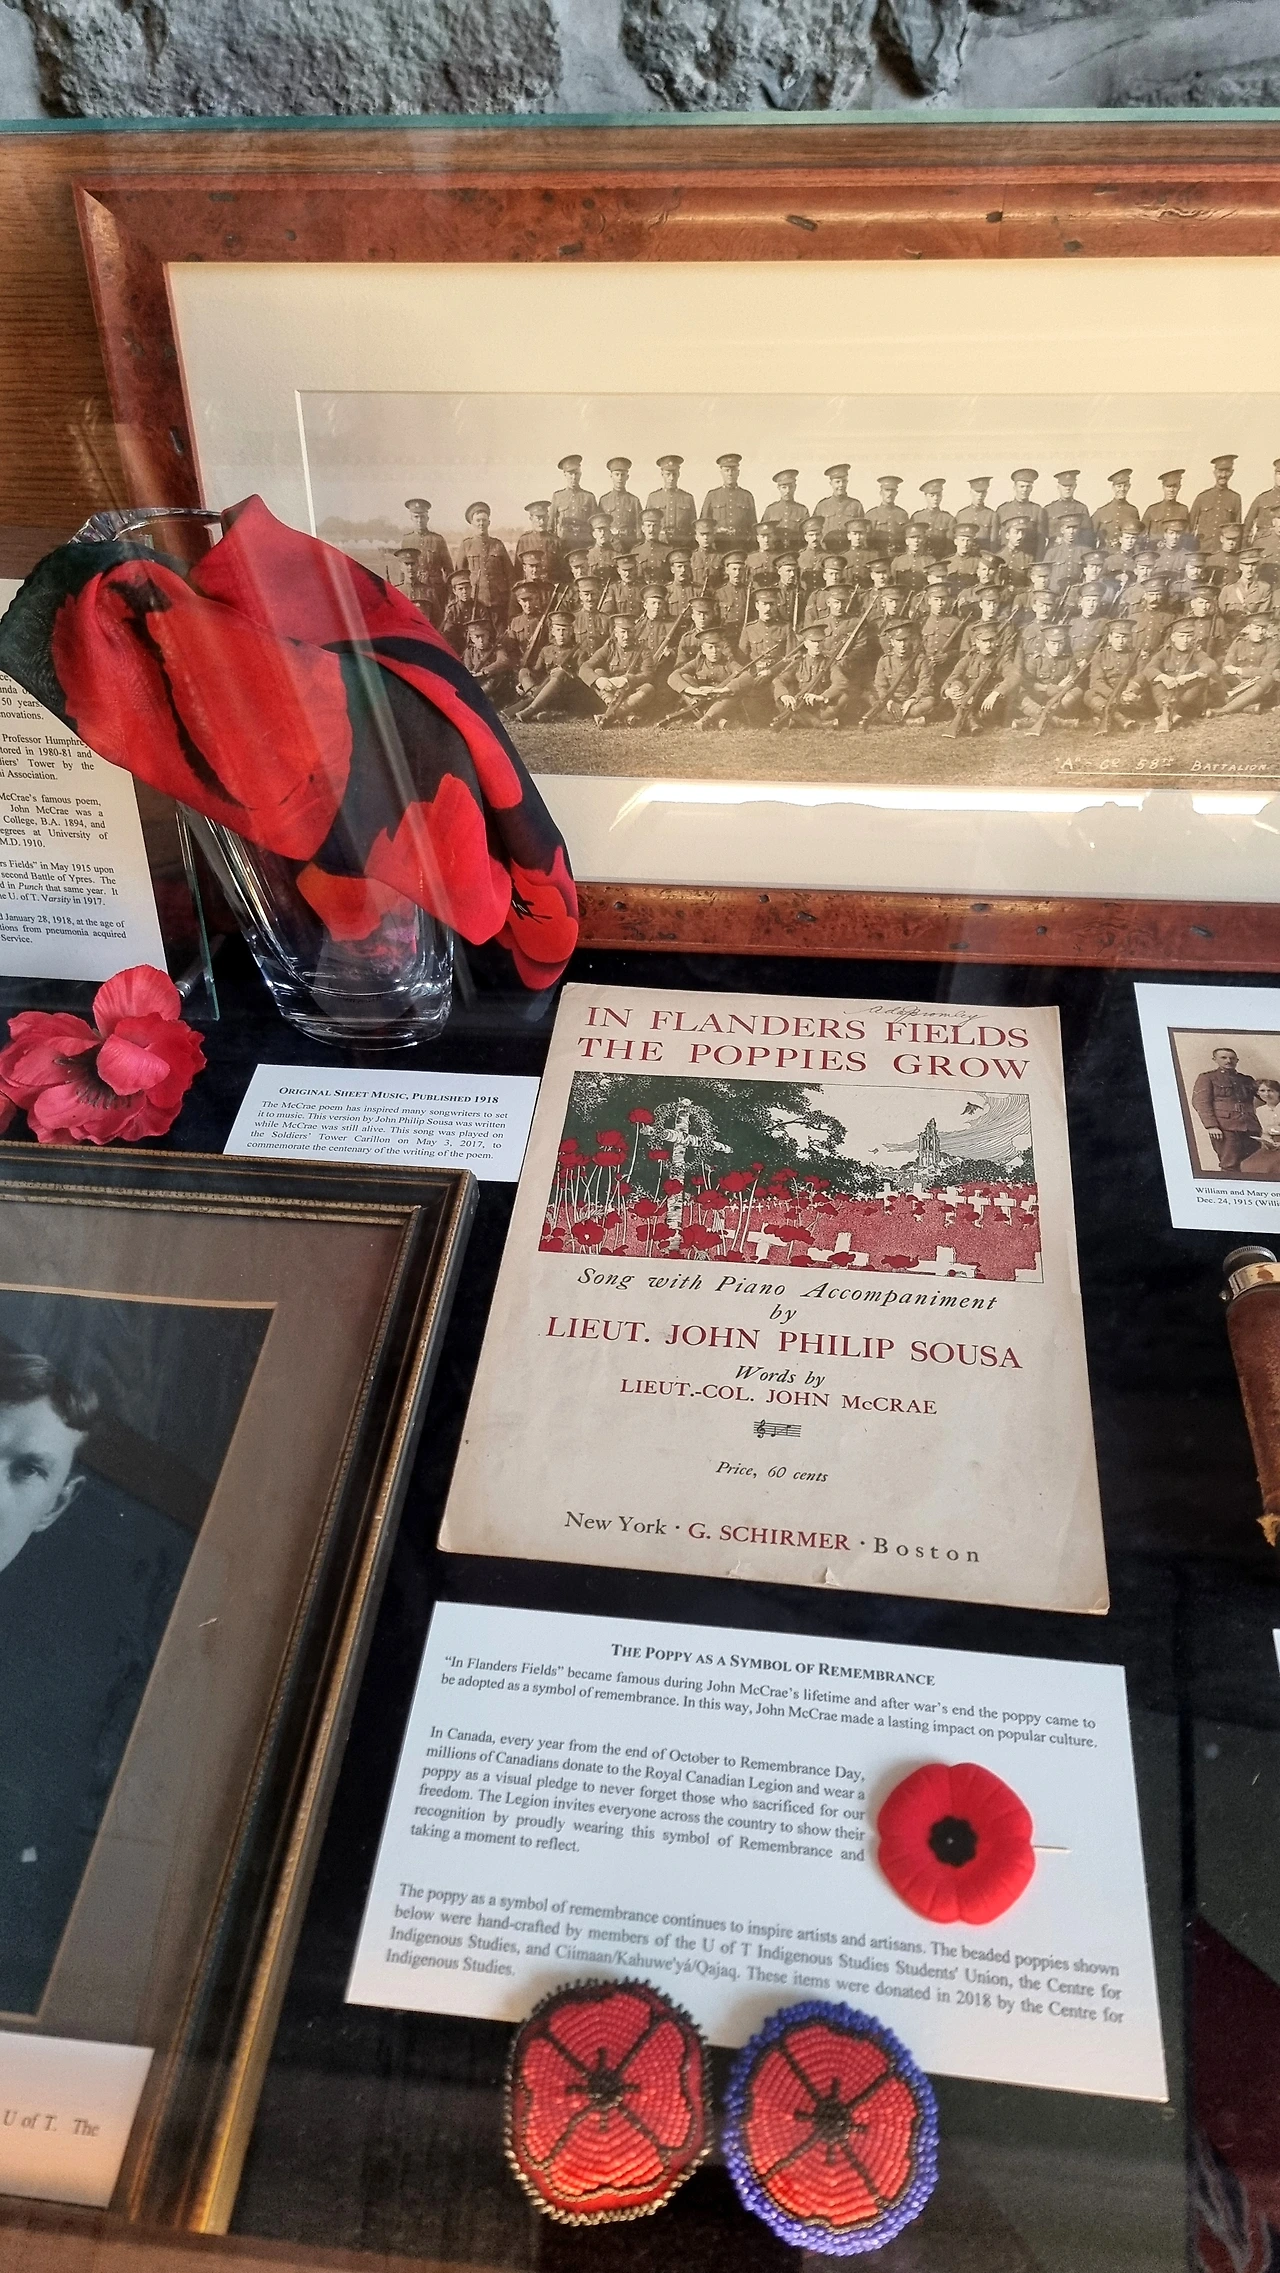 "A" - Co 58TH BATTALION
50 years.
novations.
Professor Humphrey
tored in 1980-81 and
iers' Tower by the
i Association.
McCrae's famous poem,
John McCrae was a
College, B.A. 1894, and
egrees at University of
M.D. 1910.
rs Fields" in May 1915 upon
second Battle of Ypres. The
d in Punch that same year. It
e U. of T. Varsity in 1917.
d January 28, 1918, at the age of
tions from pneumonia acquired
Service.
ORIGINAL SHEET MUSIC, PUBLISHED 1918
The McCrae poem has inspired many songwriters to set
it to music. This version by John Philip Sousa was written
while McCrae was still alive. This song was played on
the Soldiers' Tower Carillon on May 3, 2017, to
commemorate the centenary of the writing of the poem.
IN FLANDERS FIELDS
THE POPPIES GROW
Song with Piano Accompaniment
by
LIEUT. JOHN PHILIP SOUSA
Words by
LIEUT.-COL. JOHN McCRAE
Price, 60 cents
New York · G. SCHIRMER · Boston
William and Mary on
Dec. 24, 1915 (Willi
THE POPPY AS A SYMBOL OF REMEMBRANCE
"In Flanders Fields" became famous during John McCrae's lifetime and after war's end the poppy came to
be adopted as a symbol of remembrance. In this way, John McCrae made a lasting impact on popular culture.
In Canada, every year from the end of October to Remembrance Day,
millions of Canadians donate to the Royal Canadian Legion and wear a
poppy as a visual pledge to never forget those who sacrificed for our
freedom. The Legion invites everyone across the country to show their
recognition by proudly wearing this symbol of Remembrance and
taking a moment to reflect.
The poppy as a symbol of remembrance continues to inspire artists and artisans. The beaded poppies shown
below were hand-crafted by members of the U of T Indigenous Studies Students' Union, the Centre for
Indigenous Studies, and Ciimaan/Kahuwe'yá/Qajaq. These items were donated in 2018 by the Centre for
Indigenous Studies.
U of T. The